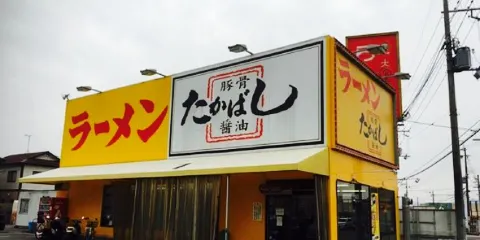 ラーメン
豚骨
たかばし
醤油
ラーメン
たかばし